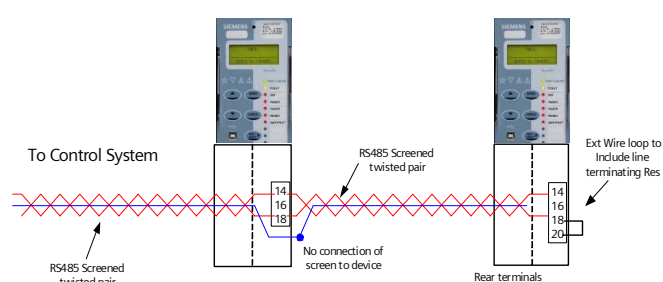 SIEMENS
SIEMENS
To Control System
RS485 Screened
twisted pair
Ext Wire loop to
Include line
terminating Res
14
16
18
14
16
18
20
No connection of
screen to device
RS485 Screened
twisted pair
Rear terminals